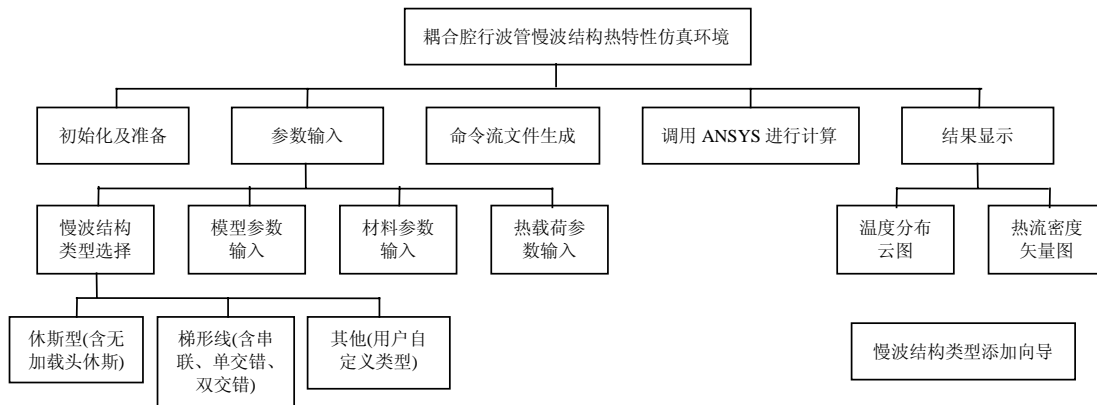 耦合腔行波管慢波结构热特性仿真环境
初始化及准备
参数输入
命令流文件生成
调用 ANSYS 进行计算
结果显示
慢波结构
类型选择
模型参数
输入
材料参数
输入
热载荷参
数输入
温度分布
云图
热流密度
矢量图
休斯型(含无
加载头休斯)
梯形线(含串
联、单交错、
双交错)
其他(用户自
定义类型)
慢波结构类型添加向导